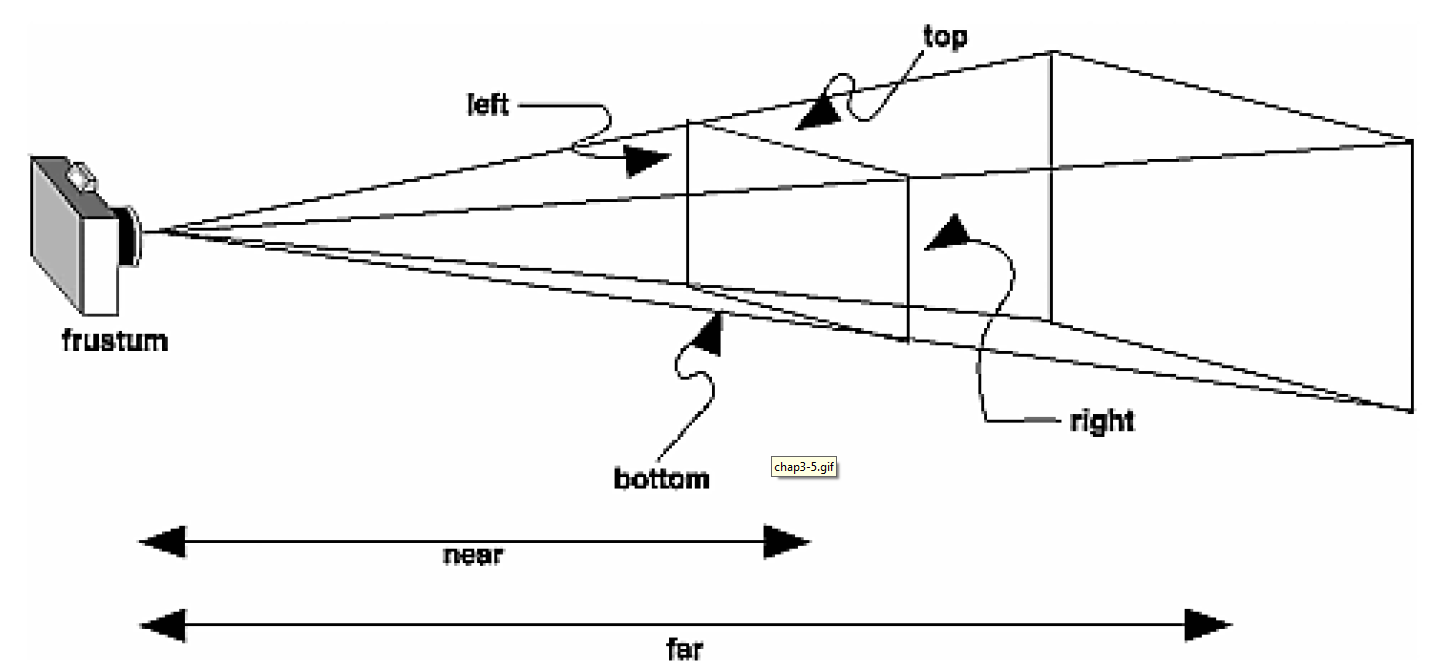 top
left
frustum
right
bottom
chap3-5.gif
near
far